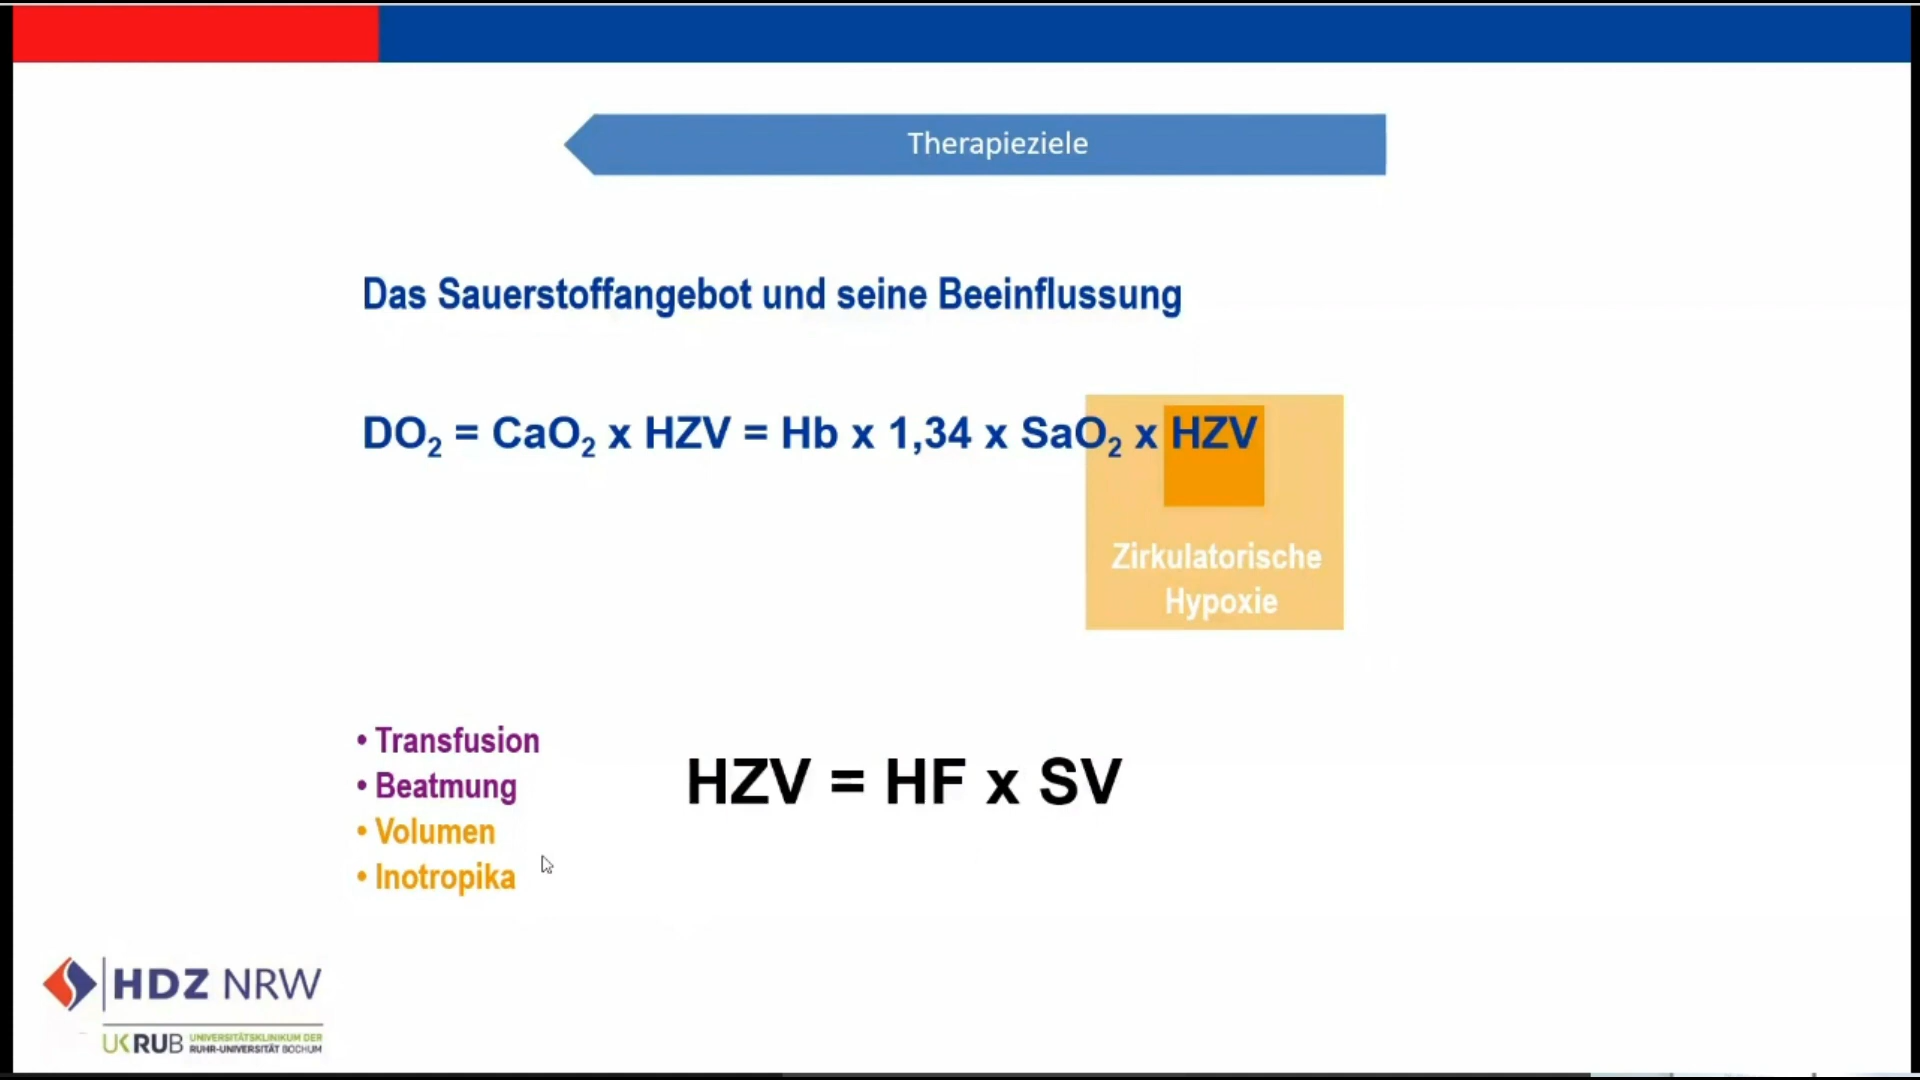 Therapieziele
Das Sauerstoffangebot und seine Beeinflussung
DO₂ = CaO₂ x HZV = Hb x 1,34 x SaO₂ x HZV
Zirkulatorische
Hypoxie
• Transfusion
• Beatmung
• Volumen
• Inotropika
HZV = HF x SV
HDZ NRW
UK RUB UNIVERSITÄTSKLINIKUM DER
RUHR-UNIVERSITÄT BOCHUM